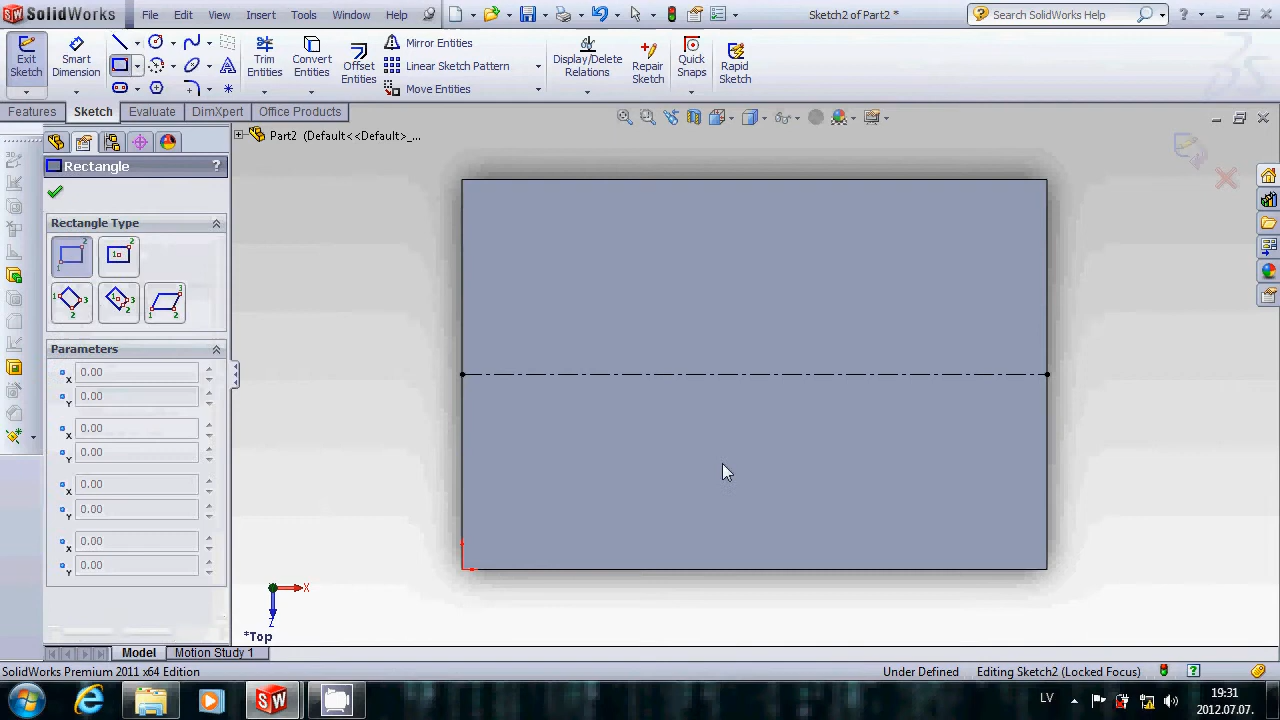 SolidWorks File Edit View Insert Tools Window Help Sketch2 of Part2 * Search SolidWorks Help
Exit Sketch
Smart Dimension
Trim Entities
Convert Entities
Offset Entities
Mirror Entities
Linear Sketch Pattern
Move Entities
Display/Delete Relations
Repair Sketch
Quick Snaps
Rapid Sketch
Features Sketch Evaluate DimXpert Office Products
Part2 (Default<<Default>_...
Rectangle ?
Rectangle Type
Parameters
X 0.00
Y 0.00
X 0.00
Y 0.00
X 0.00
Y 0.00
X 0.00
Y 0.00
X
Z
*Top
Model Motion Study 1
SolidWorks Premium 2011 x64 Edition Under Defined Editing Sketch2 (Locked Focus)
LV 19:31
2012.07.07.